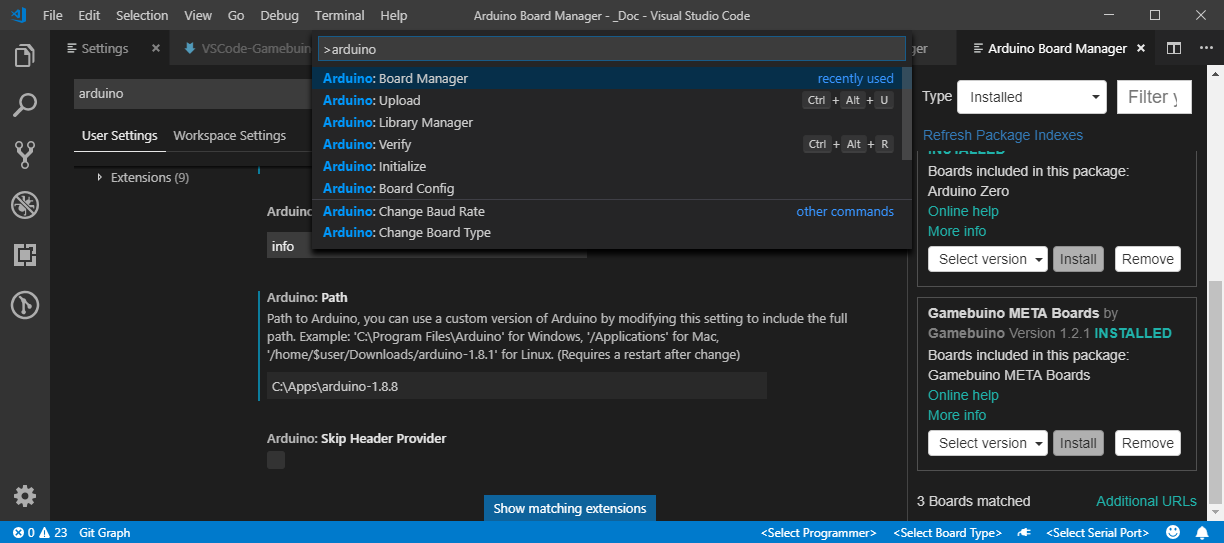 File Edit Selection View Go Debug Terminal Help Arduino Board Manager - _Doc - Visual Studio Code
Settings VSCode-Gamebuin
Arduino Board Manager
>arduino
Arduino: Board Manager recently used
Arduino: Upload Ctrl + Alt + U
Arduino: Library Manager
Arduino: Verify Ctrl + Alt + R
Arduino: Initialize
Arduino: Board Config
Arduino: Change Baud Rate other commands
Arduino: Change Board Type
arduino
User Settings Workspace Settings
Extensions (9)
Arduino
info
Arduino: Path
Path to Arduino, you can use a custom version of Arduino by modifying this setting to include the full
path. Example: 'C:\Program Files\Arduino' for Windows, '/Applications' for Mac,
'/home/$user/Downloads/arduino-1.8.1' for Linux. (Requires a restart after change)
C:\Apps\arduino-1.8.8
Arduino: Skip Header Provider
Show matching extensions
Type Installed Filter y
Refresh Package Indexes
INSTALLED
Boards included in this package:
Arduino Zero
Online help
More info
Select version Install Remove
Gamebuino META Boards by
Gamebuino Version 1.2.1 INSTALLED
Boards included in this package:
Gamebuino META Boards
Online help
More info
Select version Install Remove
3 Boards matched Additional URLs
0 23 Git Graph <Select Programmer> <Select Board Type> <Select Serial Port>